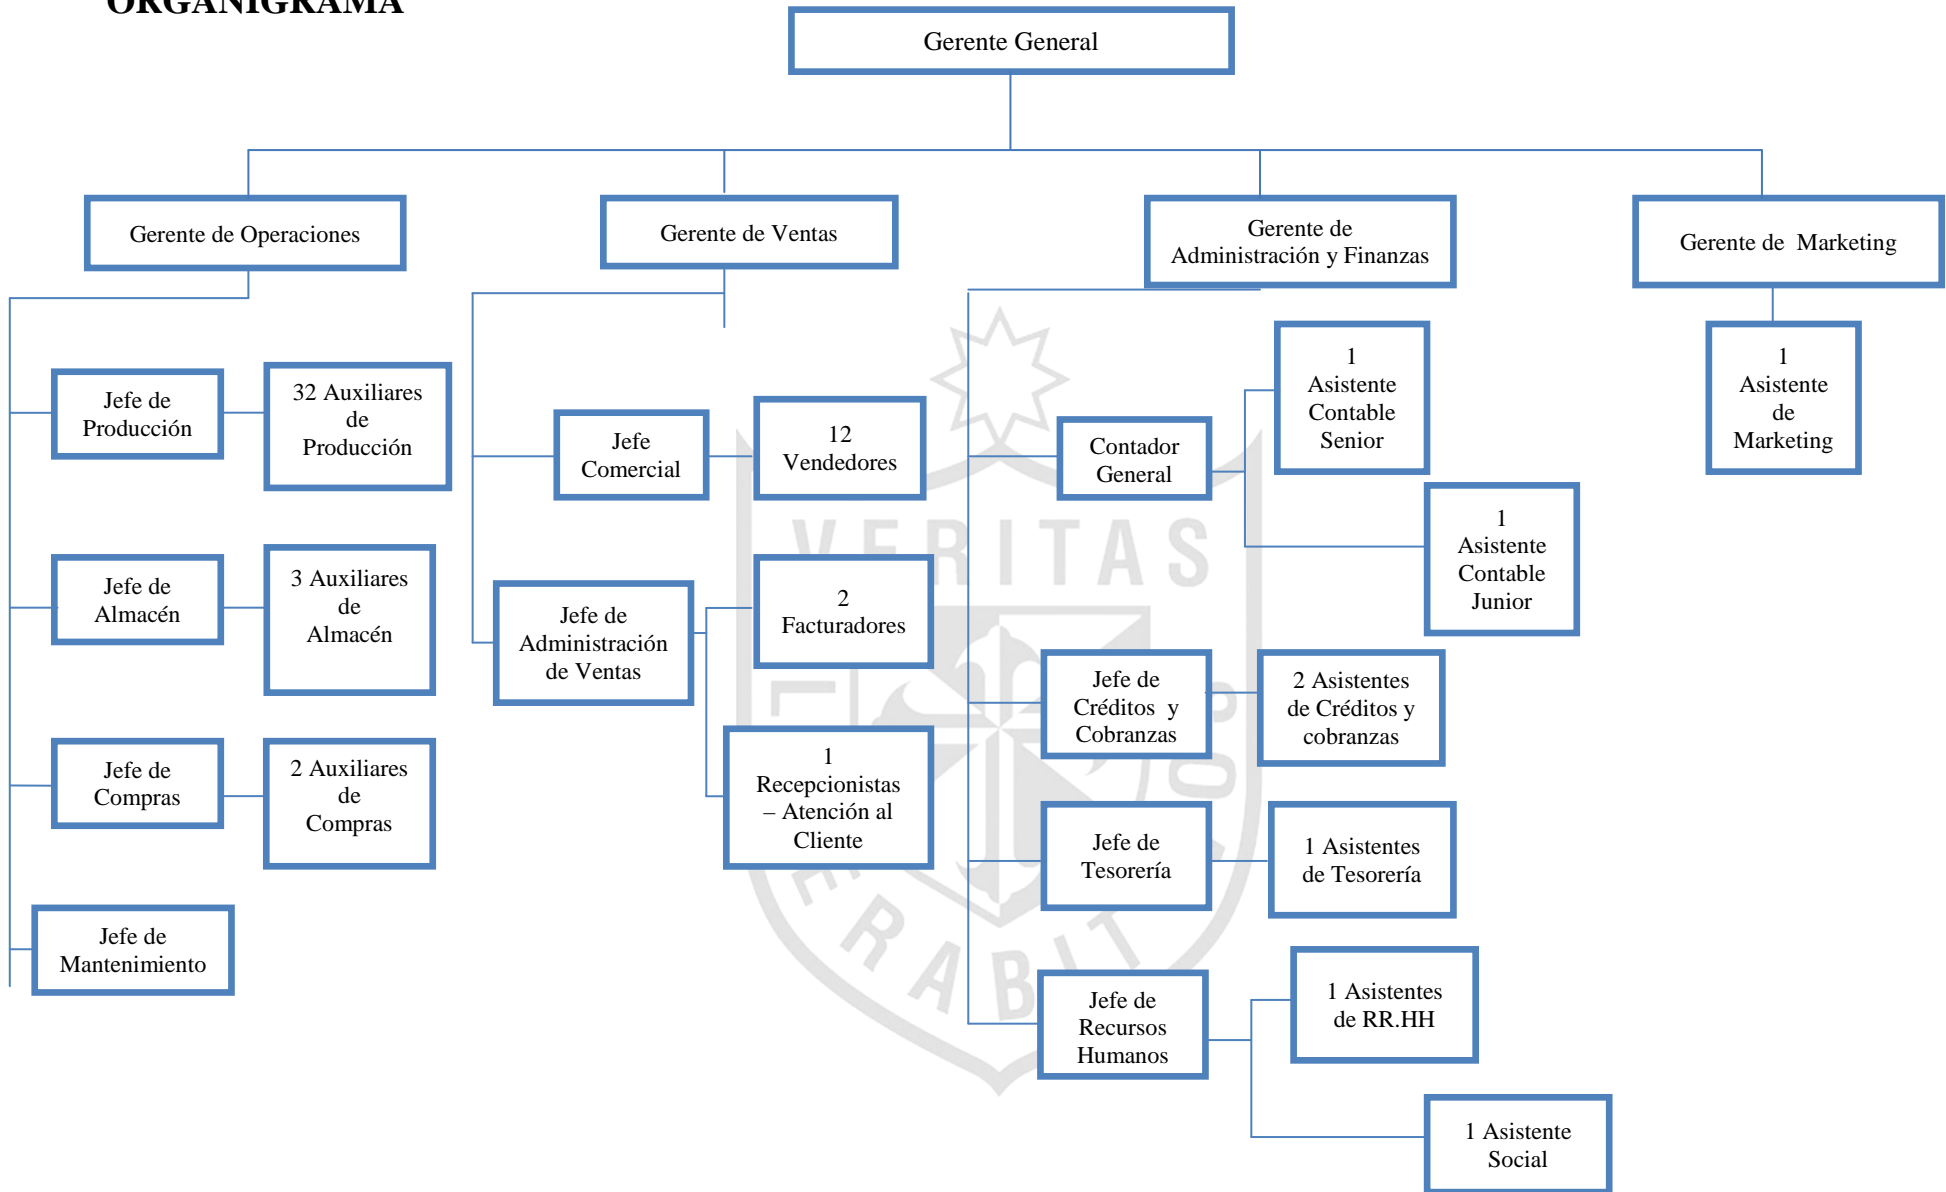 ORGANIGRAMA
Gerente General
Gerente de Operaciones
Gerente de Ventas
Gerente de
Administración y Finanzas
Gerente de Marketing
Jefe de
Producción
32 Auxiliares
de
Producción
Jefe de
Almacén
3 Auxiliares
de
Almacén
Jefe de
Compras
2 Auxiliares
de
Compras
Jefe de
Mantenimiento
Jefe
Comercial
12
Vendedores
Jefe de
Administración
de Ventas
2
Facturadores
1
Recepcionistas
– Atención al
Cliente
Contador
General
1
Asistente
Contable
Senior
1
Asistente
Contable
Junior
Jefe de
Créditos y
Cobranzas
2 Asistentes
de Créditos y
cobranzas
Jefe de
Tesorería
1 Asistentes
de Tesorería
Jefe de
Recursos
Humanos
1 Asistentes
de RR.HH
1 Asistente
Social
1
Asistente
de
Marketing
VERITAS